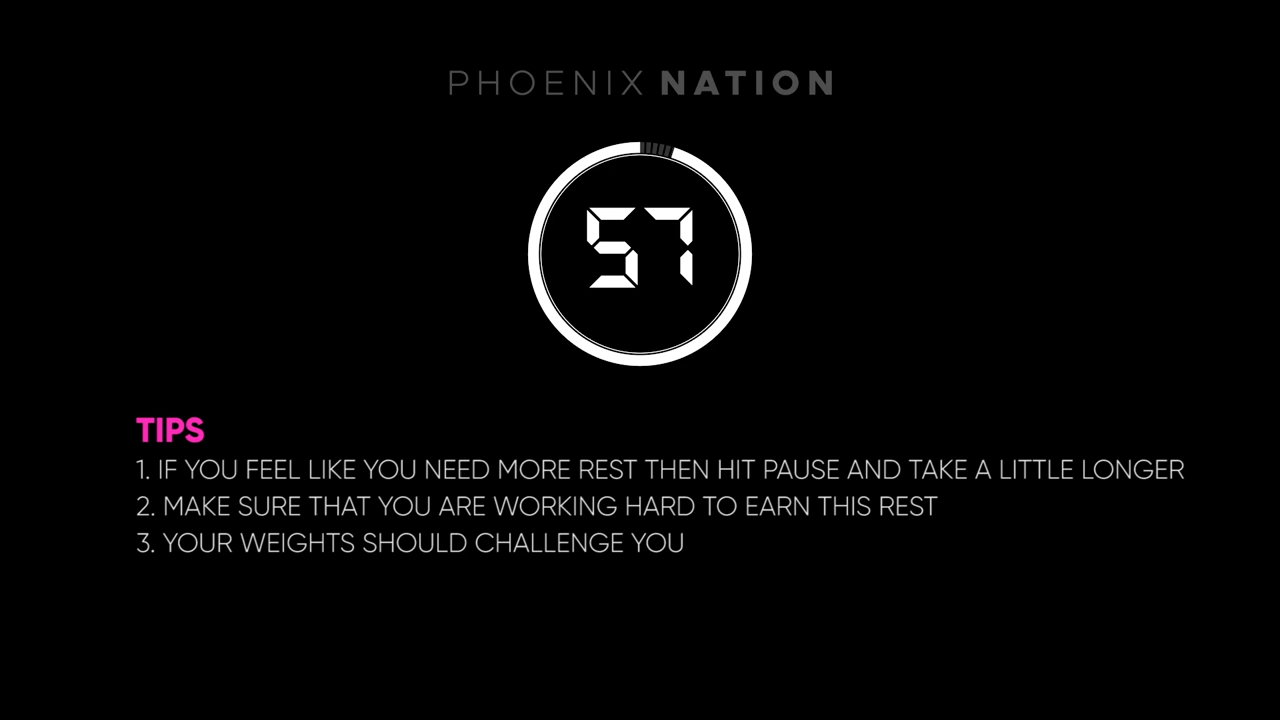 PHOENIX NATION
57
TIPS
1. IF YOU FEEL LIKE YOU NEED MORE REST THEN HIT PAUSE AND TAKE A LITTLE LONGER
2. MAKE SURE THAT YOU ARE WORKING HARD TO EARN THIS REST
3. YOUR WEIGHTS SHOULD CHALLENGE YOU